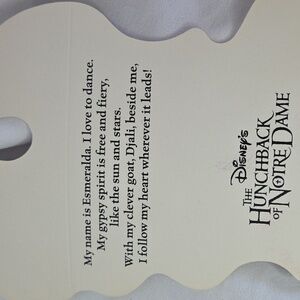 My name is Esmeralda. I love to dance.
My gypsy spirit is free and fiery,
like the sun and stars.
With my clever goat, Djali, beside me,
I follow my heart wherever it leads!
Disney's
THE
HUNCHBACK
OF NOTRE DAME